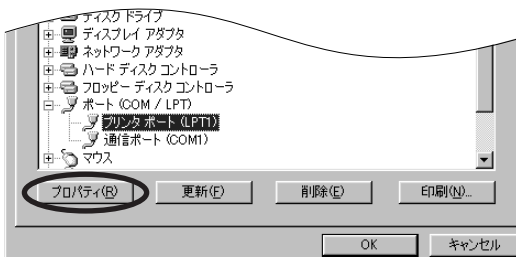 ディスク ドライブ
ディスプレイ アダプタ
ネットワーク アダプタ
ハード ディスク コントローラ
フロッピー ディスク コントローラ
ポート (COM / LPT)
プリンタ ポート (LPT1)
通信ポート (COM1)
マウス
プロパティ(R) 更新(F) 削除(E) 印刷(N)...
OK キャンセル